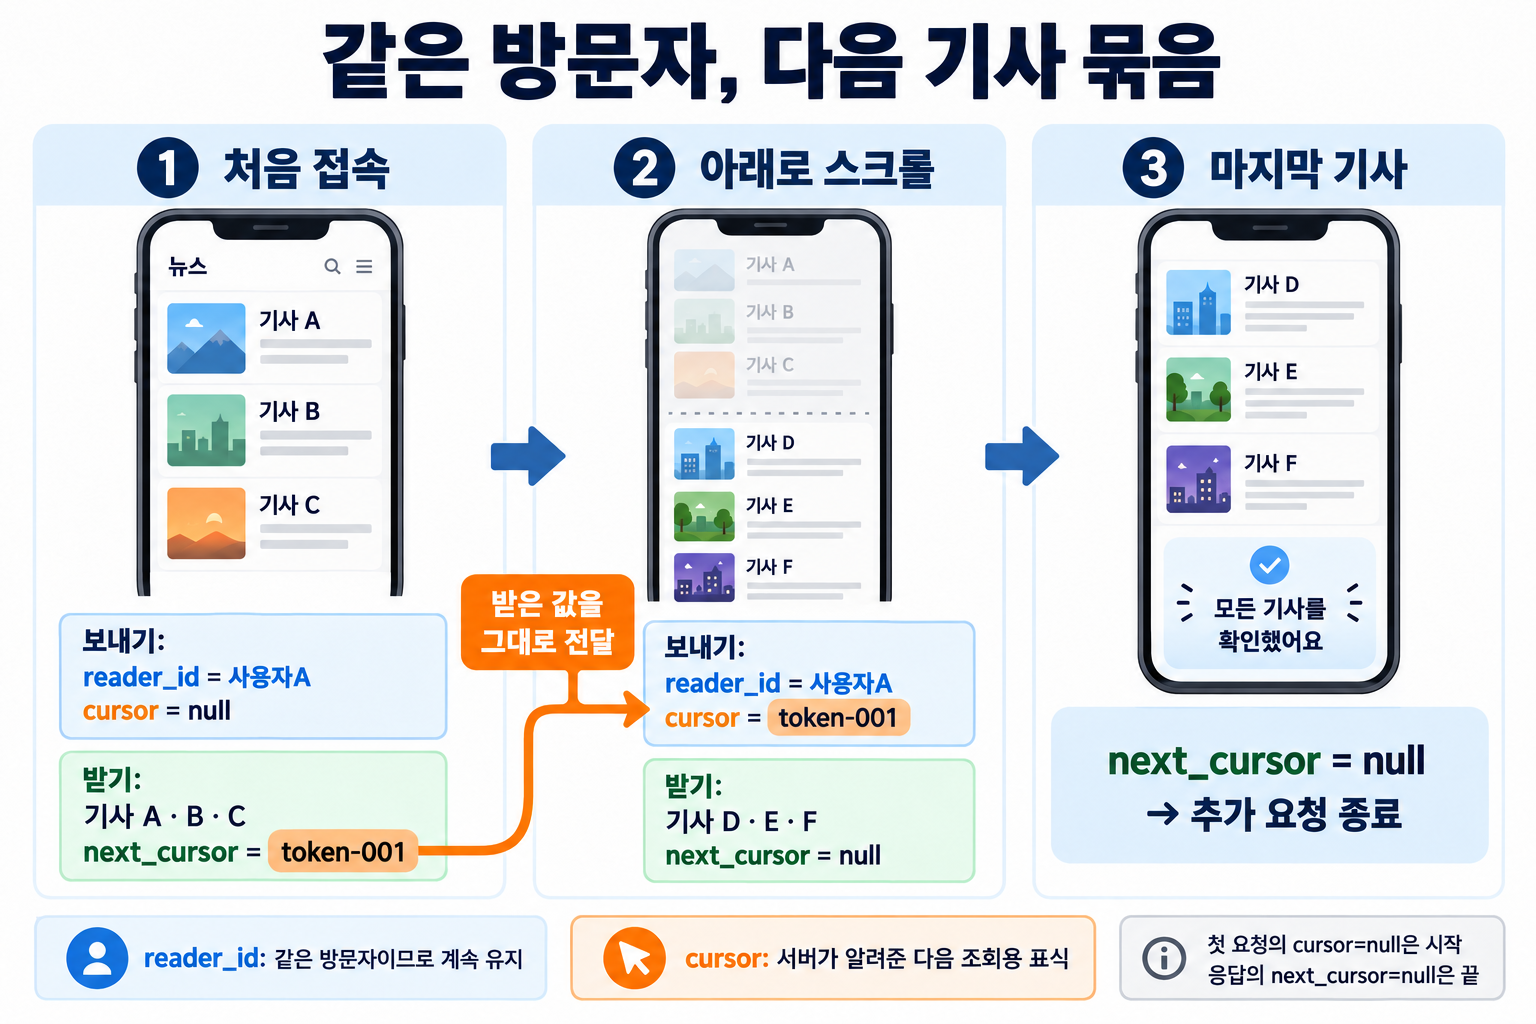 같은 방문자, 다음 기사 묶음
1 처음 접속
뉴스
기사 A
기사 B
기사 C
보내기:
reader_id = 사용자A
cursor = null
받기:
기사 A · B · C
next_cursor = token-001
받은 값을
그대로 전달
2 아래로 스크롤
기사 A
기사 B
기사 C
기사 D
기사 E
기사 F
보내기:
reader_id = 사용자A
cursor = token-001
받기:
기사 D · E · F
next_cursor = null
3 마지막 기사
기사 D
기사 E
기사 F
모든 기사를
확인했어요
next_cursor = null
→ 추가 요청 종료
reader_id: 같은 방문자이므로 계속 유지
cursor: 서버가 알려준 다음 조회용 표식
첫 요청의 cursor=null은 시작
응답의 next_cursor=null은 끝